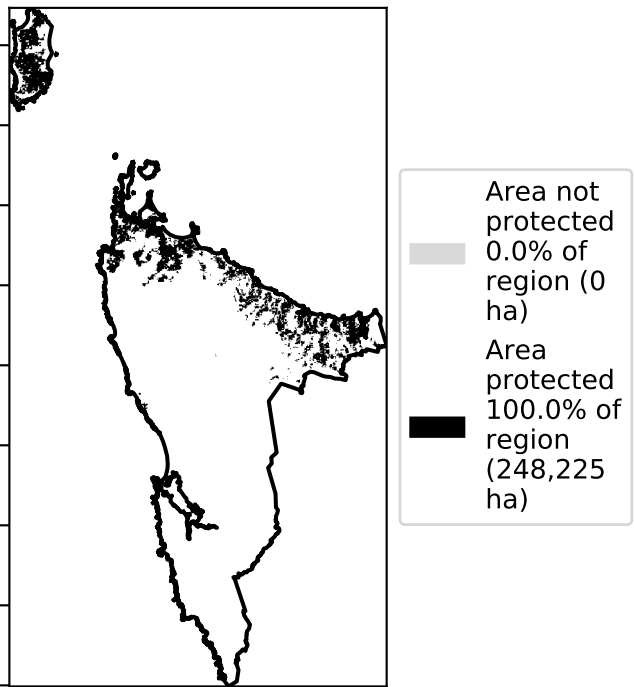 Area not
protected
0.0% of
region (0
ha)
Area
protected
100.0% of
region
(248,225
ha)